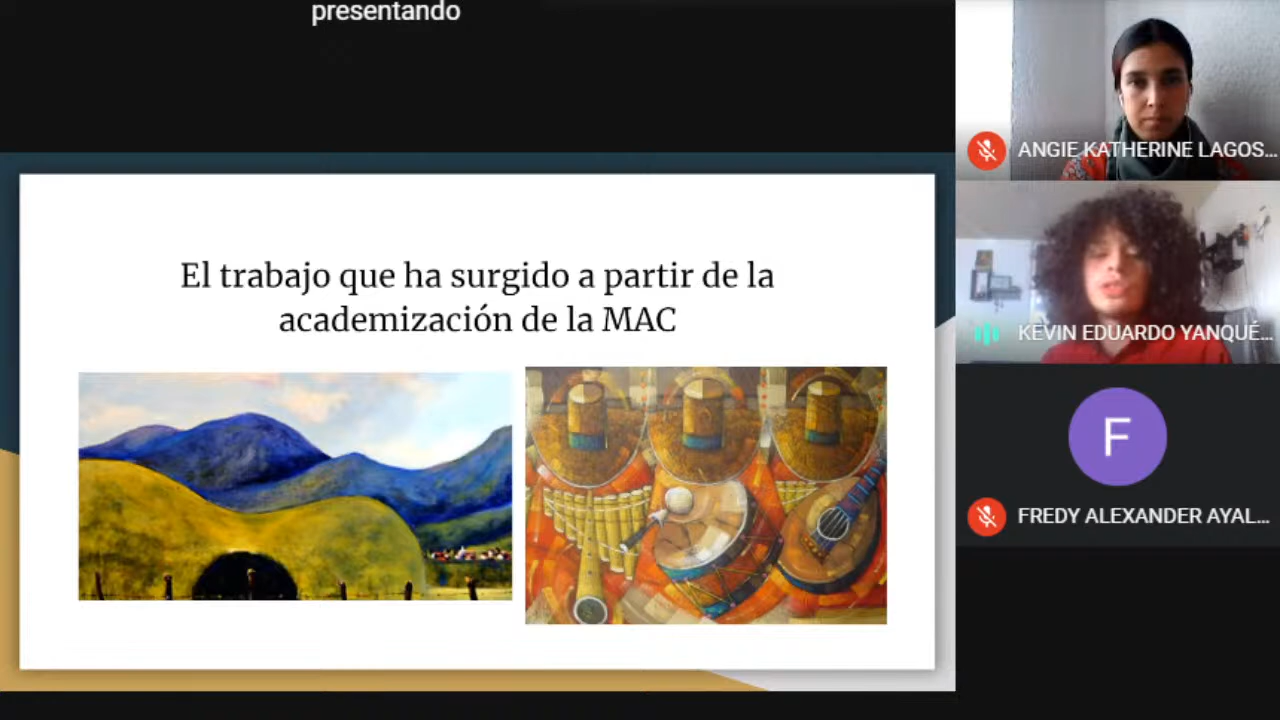 presentando
El trabajo que ha surgido a partir de la
academización de la MAC
ANGIE KATHERINE LAGOS...
KEVIN EDUARDO YANQUÉ...
F
FREDY ALEXANDER AYAL...